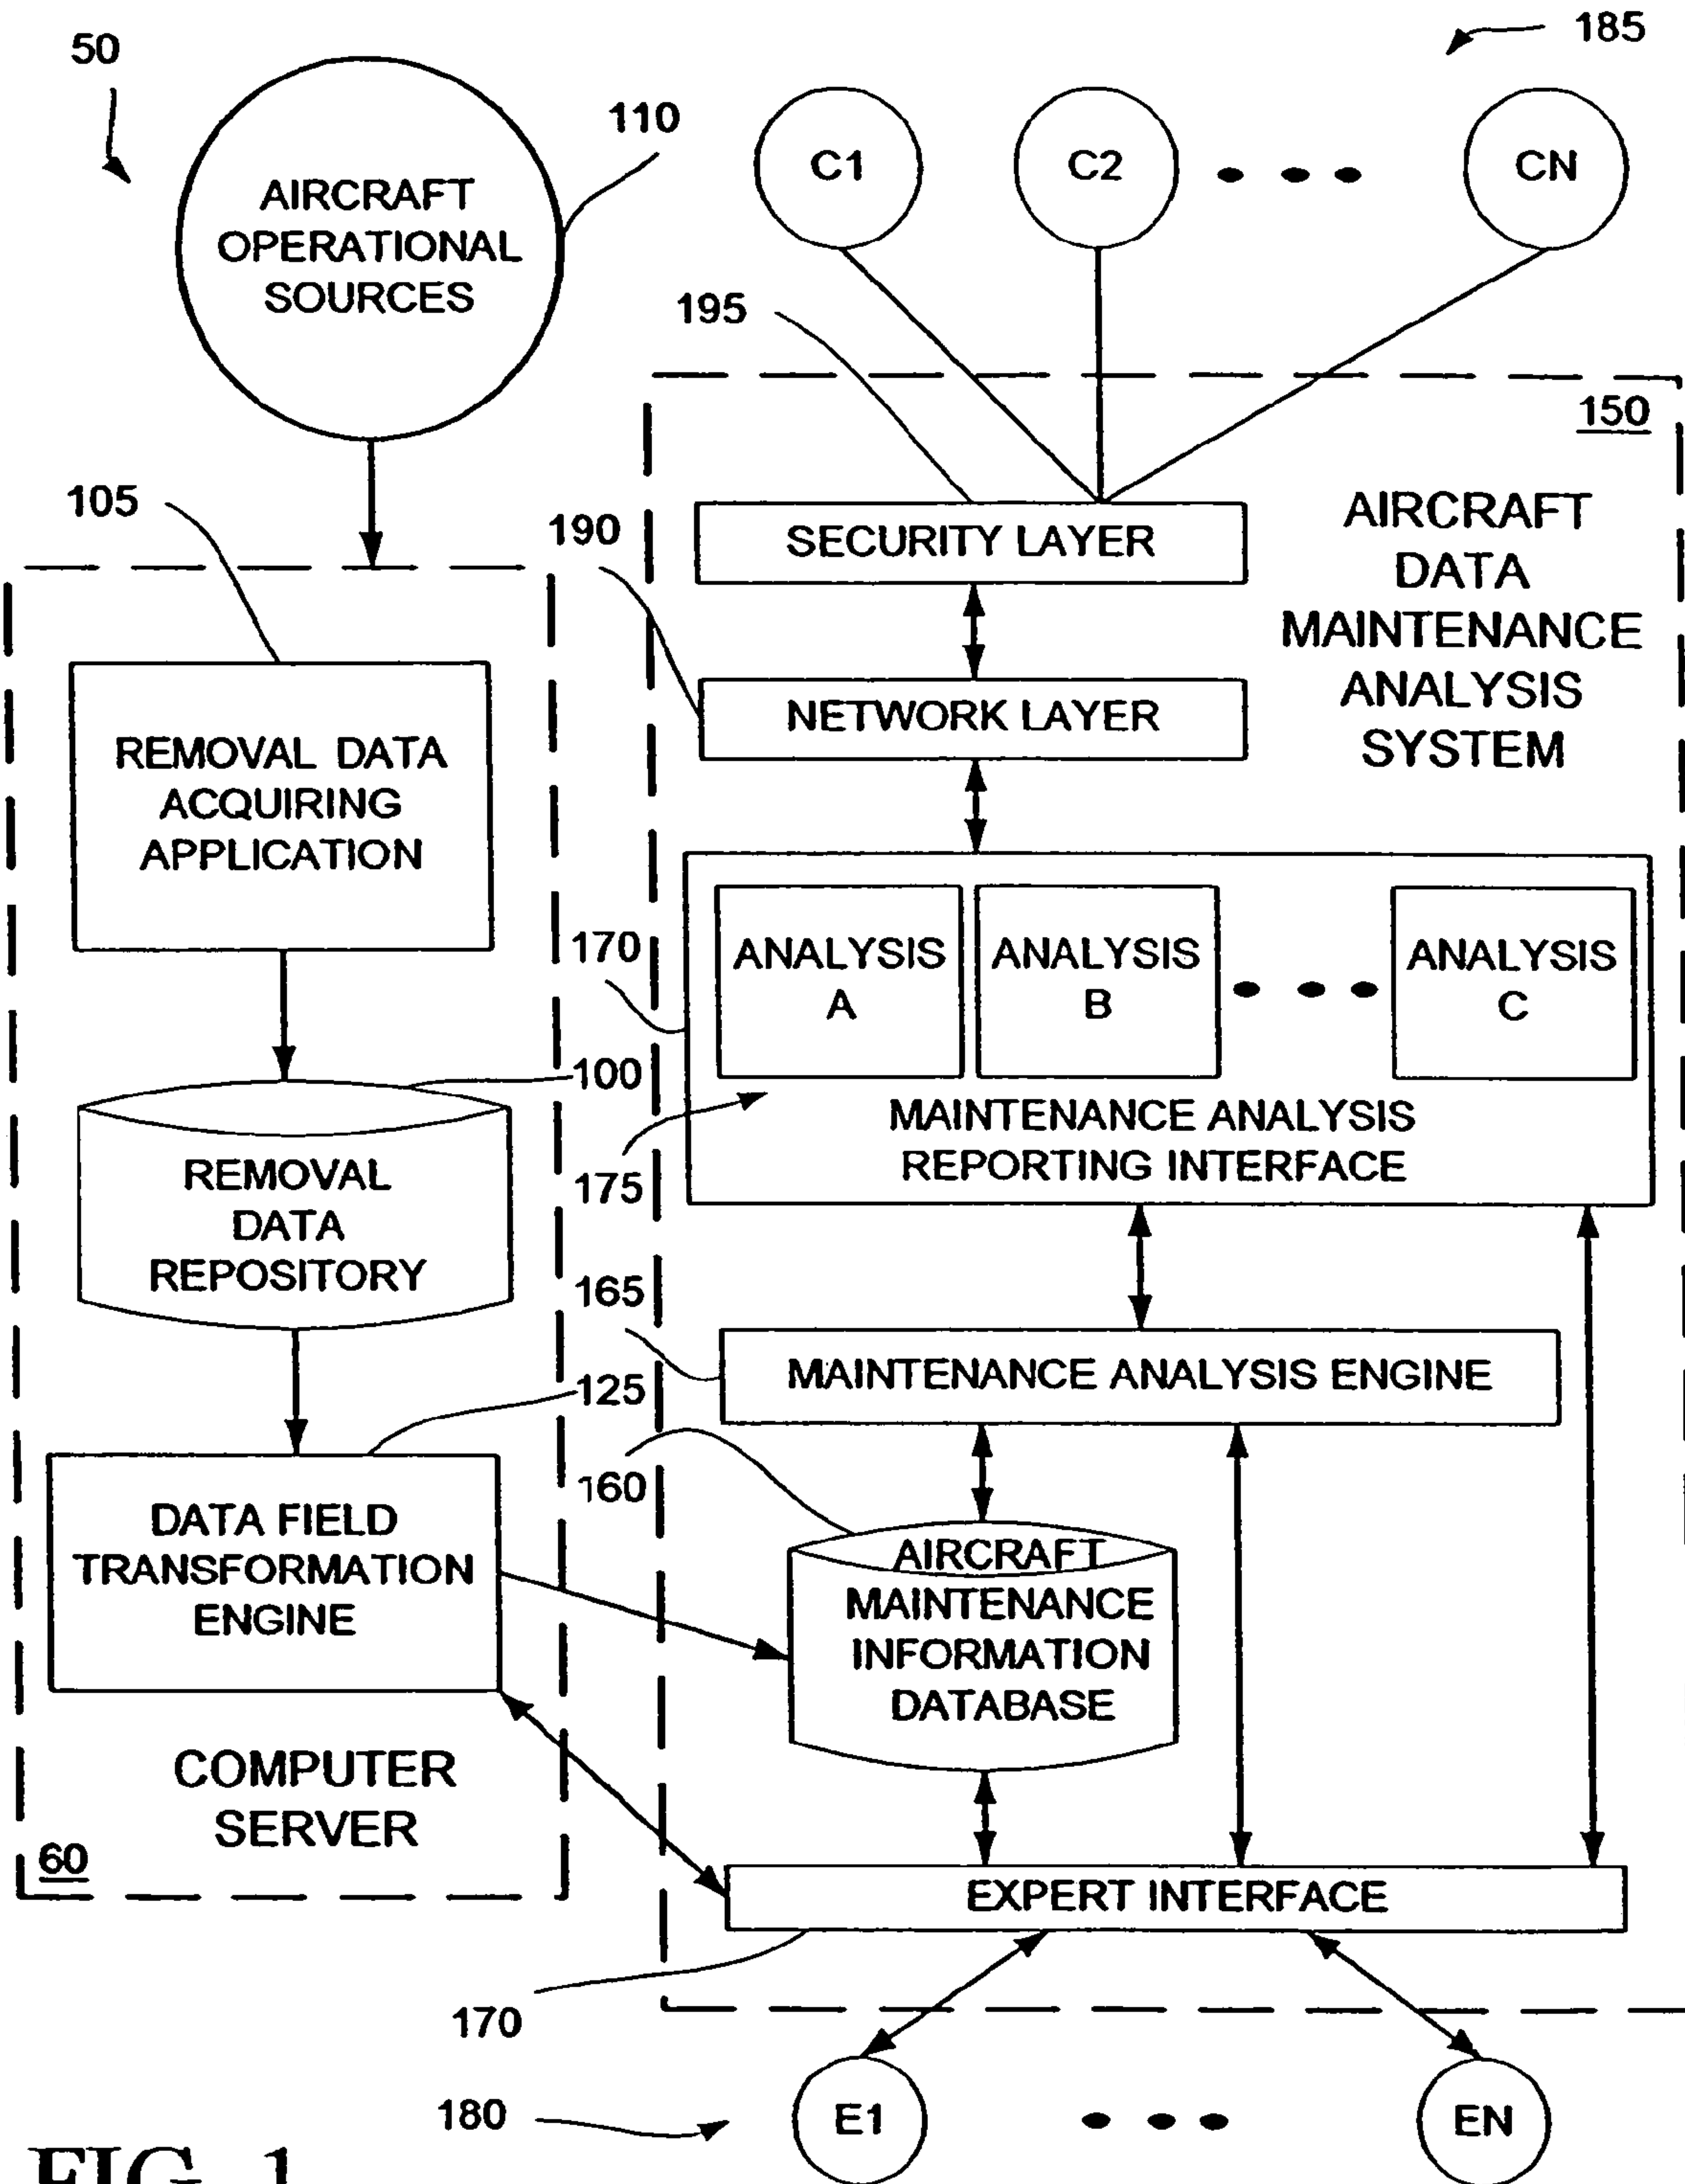 50
185
110
C1
C2
CN
AIRCRAFT
OPERATIONAL
SOURCES
195
150
105
190
SECURITY LAYER
AIRCRAFT
DATA
MAINTENANCE
ANALYSIS
SYSTEM
NETWORK LAYER
REMOVAL DATA
ACQUIRING
APPLICATION
170
ANALYSIS
A
ANALYSIS
B
ANALYSIS
C
100
MAINTENANCE ANALYSIS
REPORTING INTERFACE
175
REMOVAL
DATA
REPOSITORY
165
MAINTENANCE ANALYSIS ENGINE
125
160
DATA FIELD
TRANSFORMATION
ENGINE
AIRCRAFT
MAINTENANCE
INFORMATION
DATABASE
COMPUTER
SERVER
60
EXPERT INTERFACE
170
180
E1
EN
FIG. 1